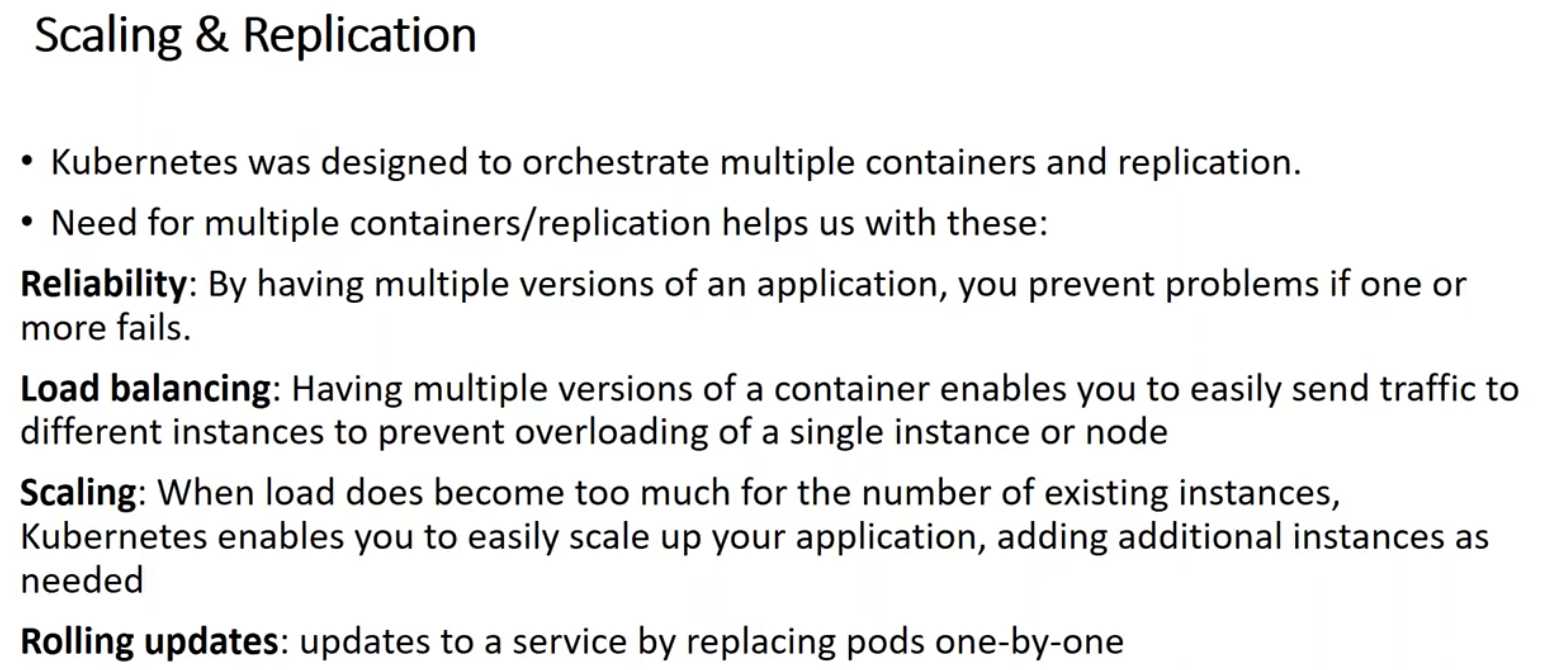 Scaling & Replication
• Kubernetes was designed to orchestrate multiple containers and replication.
• Need for multiple containers/replication helps us with these:
Reliability: By having multiple versions of an application, you prevent problems if one or
more fails.
Load balancing: Having multiple versions of a container enables you to easily send traffic to
different instances to prevent overloading of a single instance or node
Scaling: When load does become too much for the number of existing instances,
Kubernetes enables you to easily scale up your application, adding additional instances as
needed
Rolling updates: updates to a service by replacing pods one-by-one